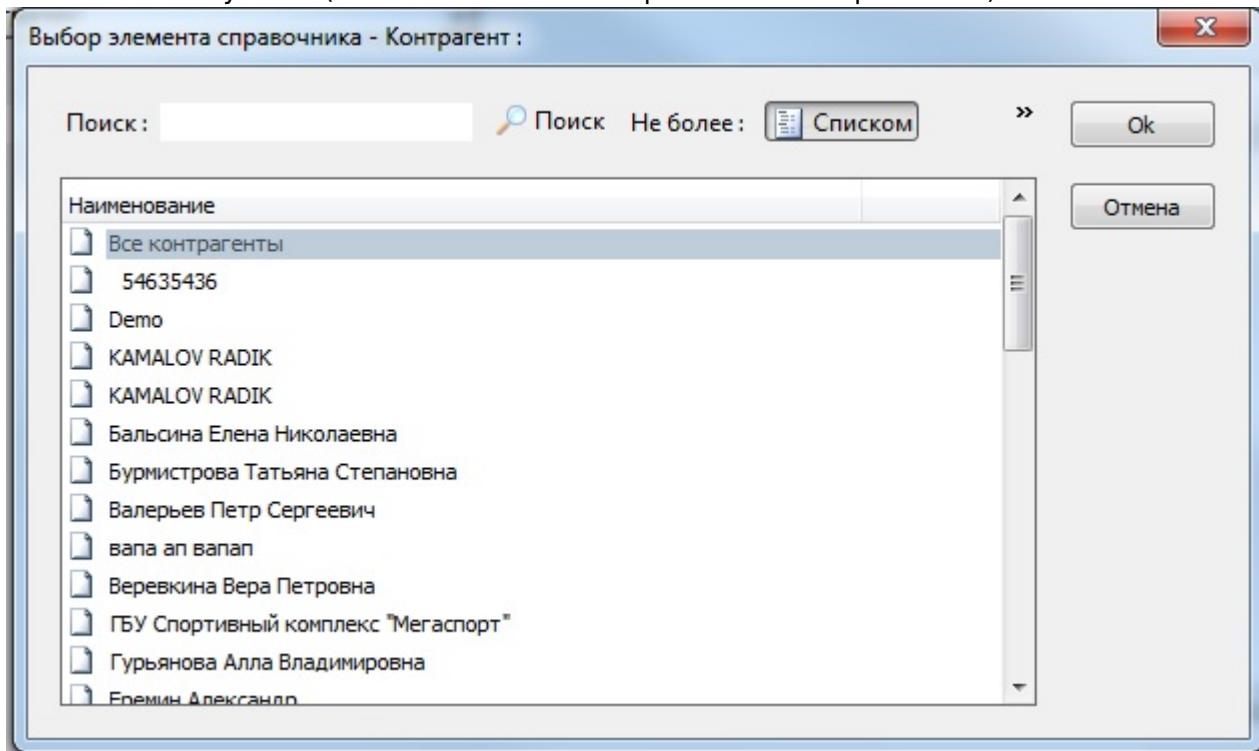 Выбор элемента справочника - Контрагент :
Поиск : Поиск Не более : Списком » Ok
Отмена
Наименование
Все контрагенты
54635436
Demo
KAMALOV RADIK
KAMALOV RADIK
Бальсина Елена Николаевна
Бурмистрова Татьяна Степановна
Валерьев Петр Сергеевич
вапа ап вапап
Веревкина Вера Петровна
ГБУ Спортивный комплекс "Мегаспорт"
Гурьянова Алла Владимировна
Еремин Александр